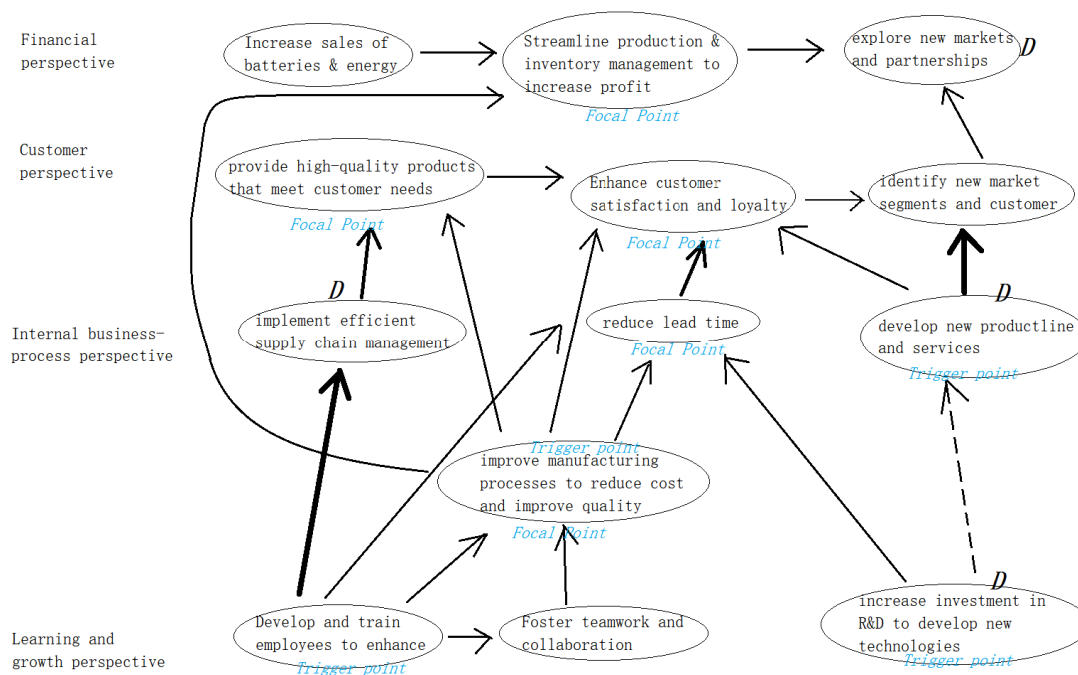 Financial
perspective
Increase sales of
batteries & energy
Streamline production &
inventory management to
increase profit
Focal Point
explore new markets
and partnerships
D
Customer
perspective
provide high-quality products
that meet customer needs
Focal Point
Enhance customer
satisfaction and loyalty
Focal Point
identify new market
segments and customer
Internal business-
process perspective
D
implement efficient
supply chain management
reduce lead time
Focal Point
D
develop new productline
and services
Trigger point
Trigger point
improve manufacturing
processes to reduce cost
and improve quality
Focal Point
Learning and
growth perspective
Develop and train
employees to enhance
Trigger point
Foster teamwork and
collaboration
D
increase investment in
R&D to develop new
technologies
Trigger point